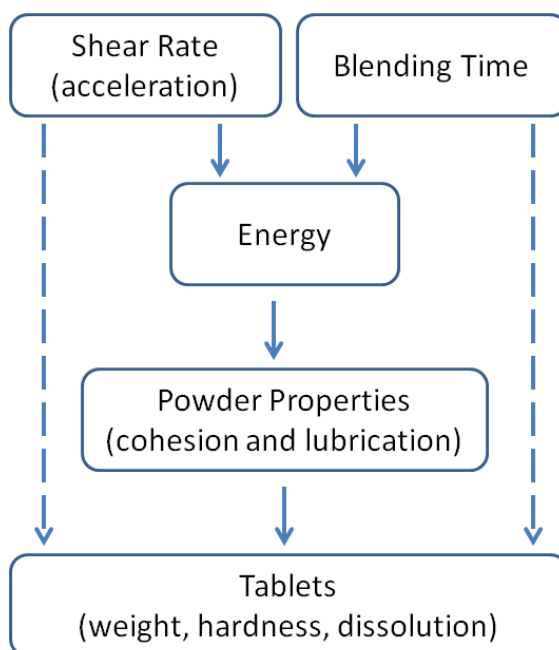 Shear Rate
(acceleration)
Blending Time
Energy
Powder Properties
(cohesion and lubrication)
Tablets
(weight, hardness, dissolution)